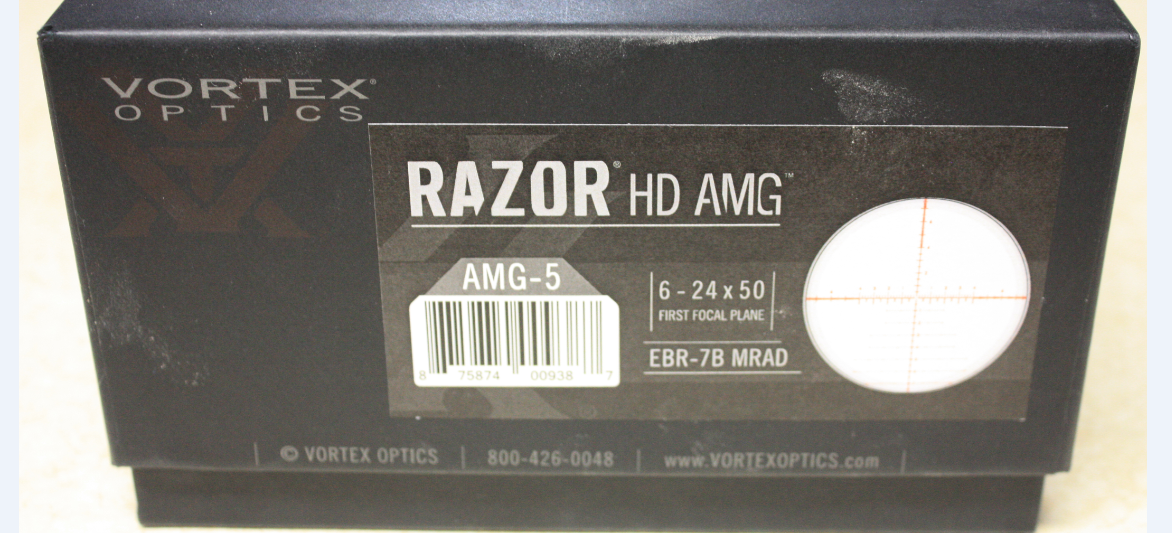 VORTEX®
OPTICS
RAZOR® HD AMG™
AMG-5
6 - 24 x 50
FIRST FOCAL PLANE
EBR-7B MRAD
8 75874 00938 7
© VORTEX OPTICS | 800-426-0048 | www.VORTEXOPTICS.com